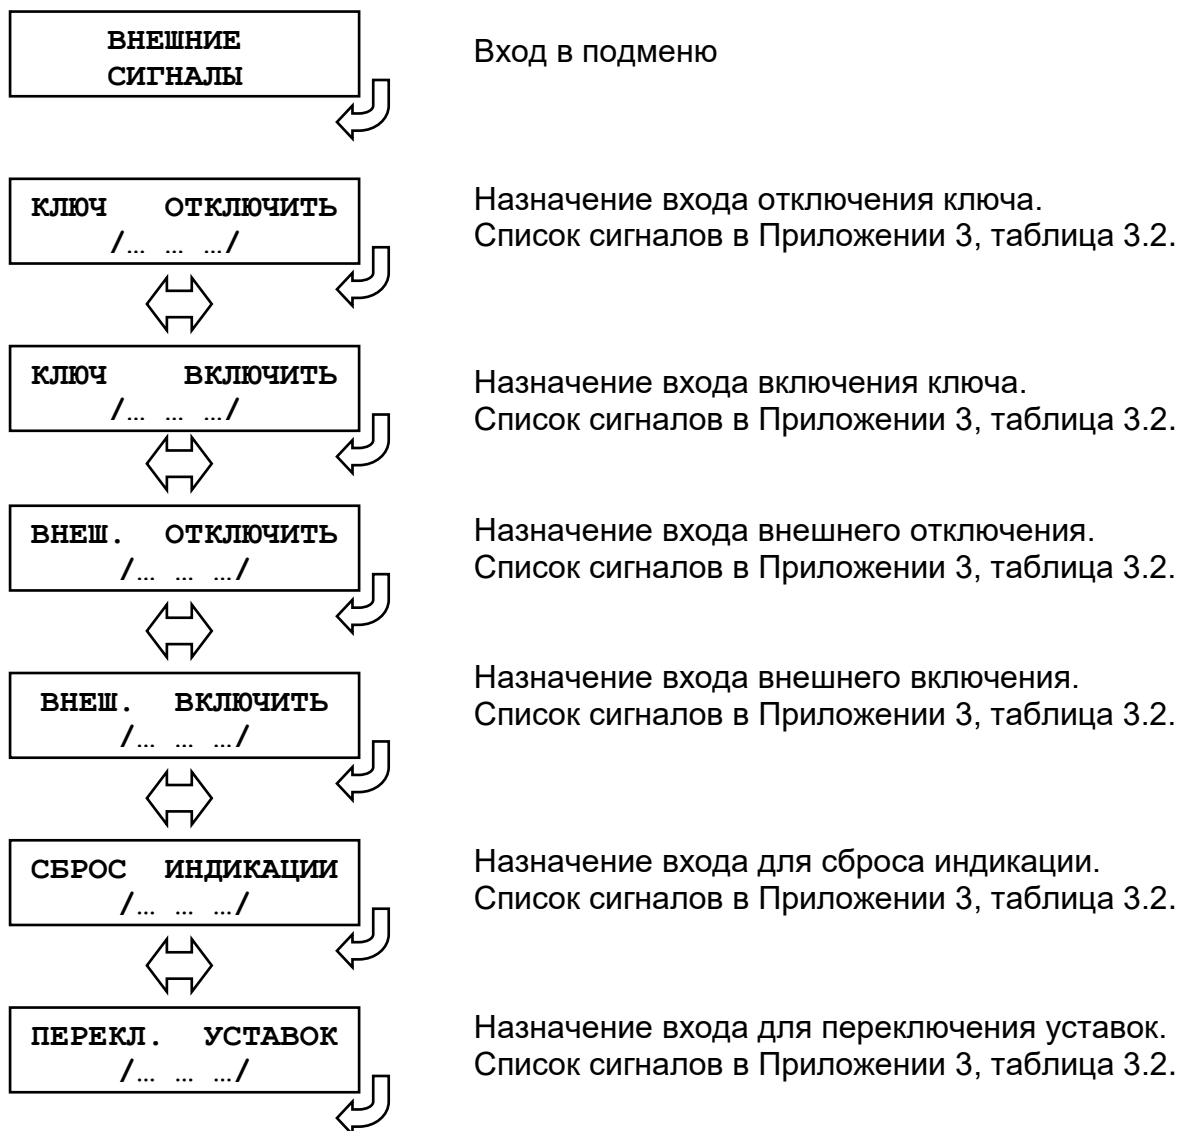 ВНЕШНИЕ
СИГНАЛЫ
Вход в подменю
КЛЮЧ ОТКЛЮЧИТЬ
/... ... .../
Назначение входа отключения ключа.
Список сигналов в Приложении 3, таблица 3.2.
КЛЮЧ ВКЛЮЧИТЬ
/... ... .../
Назначение входа включения ключа.
Список сигналов в Приложении 3, таблица 3.2.
ВНЕШ. ОТКЛЮЧИТЬ
/... ... .../
Назначение входа внешнего отключения.
Список сигналов в Приложении 3, таблица 3.2.
ВНЕШ. ВКЛЮЧИТЬ
/... ... .../
Назначение входа внешнего включения.
Список сигналов в Приложении 3, таблица 3.2.
СБРОС ИНДИКАЦИИ
/... ... .../
Назначение входа для сброса индикации.
Список сигналов в Приложении 3, таблица 3.2.
ПЕРЕКЛ. УСТАВОК
/... ... .../
Назначение входа для переключения уставок.
Список сигналов в Приложении 3, таблица 3.2.